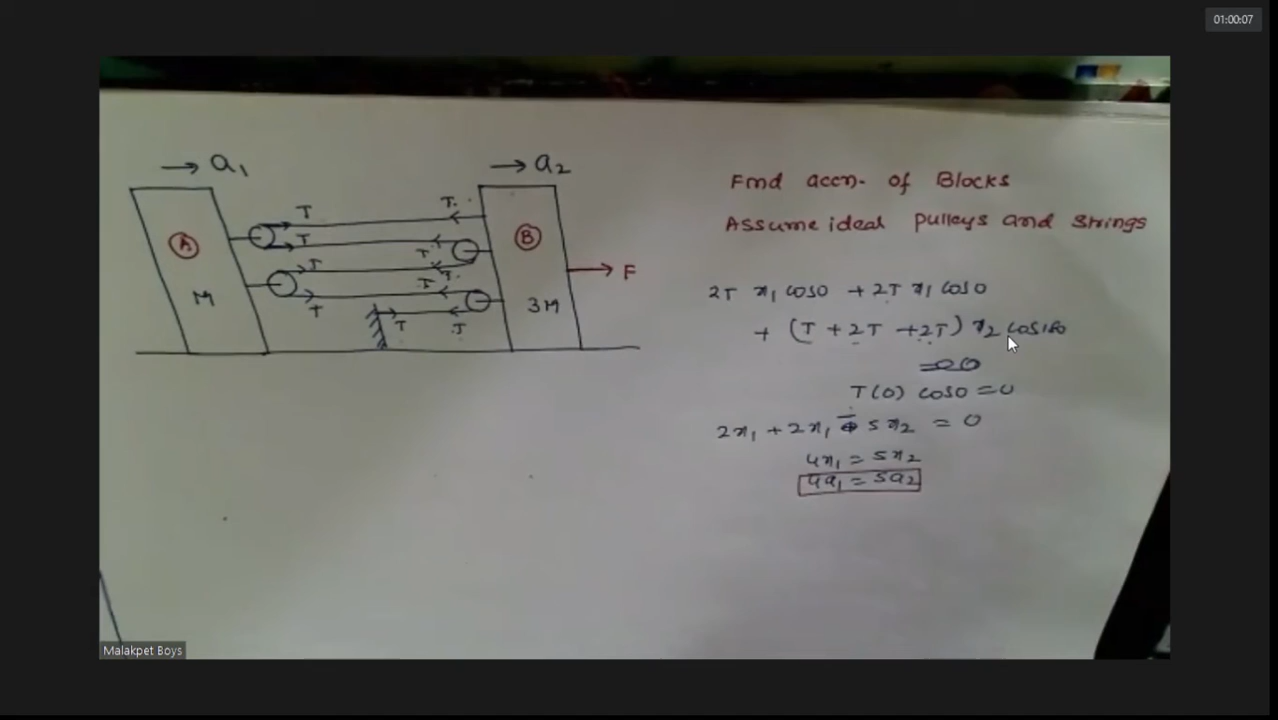 01:00:07
→ a₁
→ a₂
Find accn. of Blocks
Assume ideal pulleys and strings
T
T.
T
T
T
T.
T
T
T
T
A
B
M
3M
F
2T x₁ cos0 + 2T x₁ cos0
+ (T + 2T + 2T) x₂ cos180
= 0
T(0) cos0 = 0
2x₁ + 2x₁ - 5x₂ = 0
4x₁ = 5x₂
4a₁ = 5a₂
Malakpet Boys